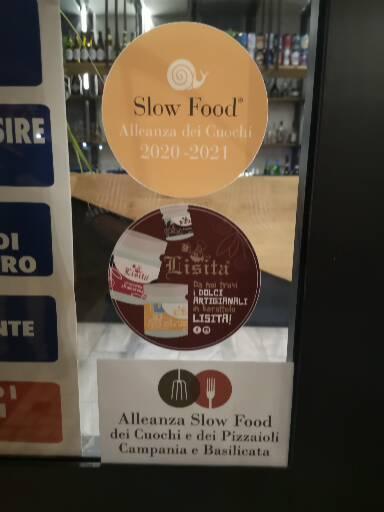 SIRE
DI
RO
NTE
Slow Food®
Alleanza dei Cuochi
2020-2021
Lisita
Da noi trovi
i DOLCI
ARTIGIANALI
in barattolo
LISITÀ!
Alleanza Slow Food
dei Cuochi e dei Pizzaioli
Campania e Basilicata